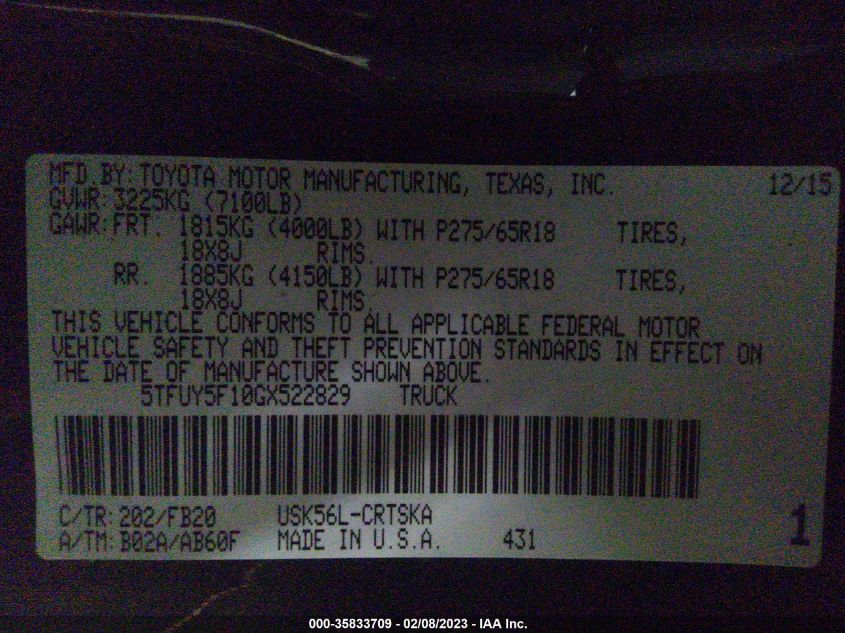 MFD. BY: TOYOTA MOTOR MANUFACTURING, TEXAS, INC. 12/15
GVWR: 3225KG (7100LB)
GAWR: FRT. 1815KG (4000LB) WITH P275/65R18 TIRES,
18X8J RIMS.
RR. 1885KG (4150LB) WITH P275/65R18 TIRES,
18X8J RIMS.
THIS VEHICLE CONFORMS TO ALL APPLICABLE FEDERAL MOTOR
VEHICLE SAFETY AND THEFT PREVENTION STANDARDS IN EFFECT ON
THE DATE OF MANUFACTURE SHOWN ABOVE.
5TFUY5F10GX522829 TRUCK
C/TR: 202/FB20 USK56L-CRTSKA
A/TM: B02A/AB60F MADE IN U.S.A. 431 1
000-35833709 - 02/08/2023 - IAA Inc.